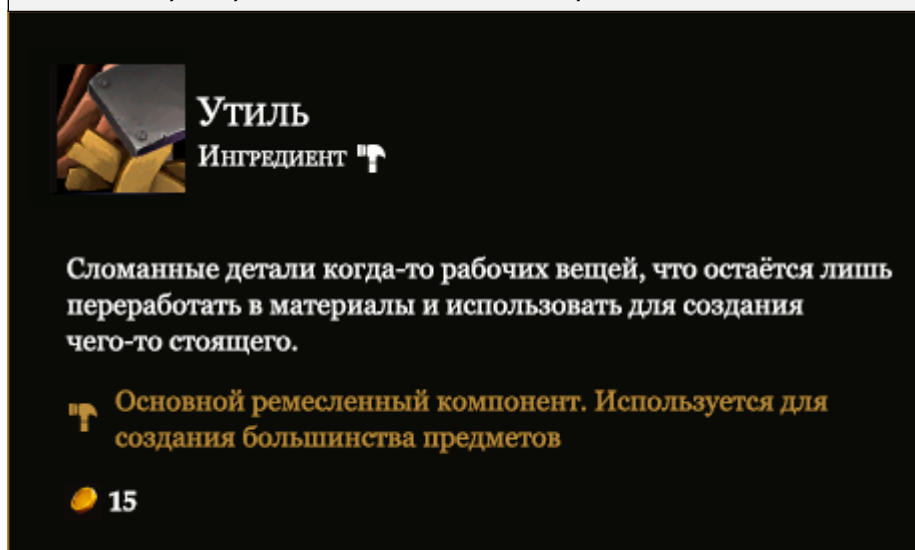 Утиль
Ингредиент
Сломанные детали когда-то рабочих вещей, что остаётся лишь
переработать в материалы и использовать для создания
чего-то стоящего.
Основной ремесленный компонент. Используется для
создания большинства предметов
15